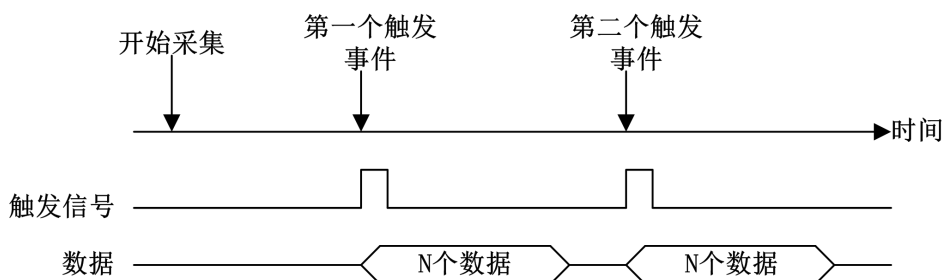 开始采集
第一个触发
事件
第二个触发
事件
时间
触发信号
数据
N个数据
N个数据